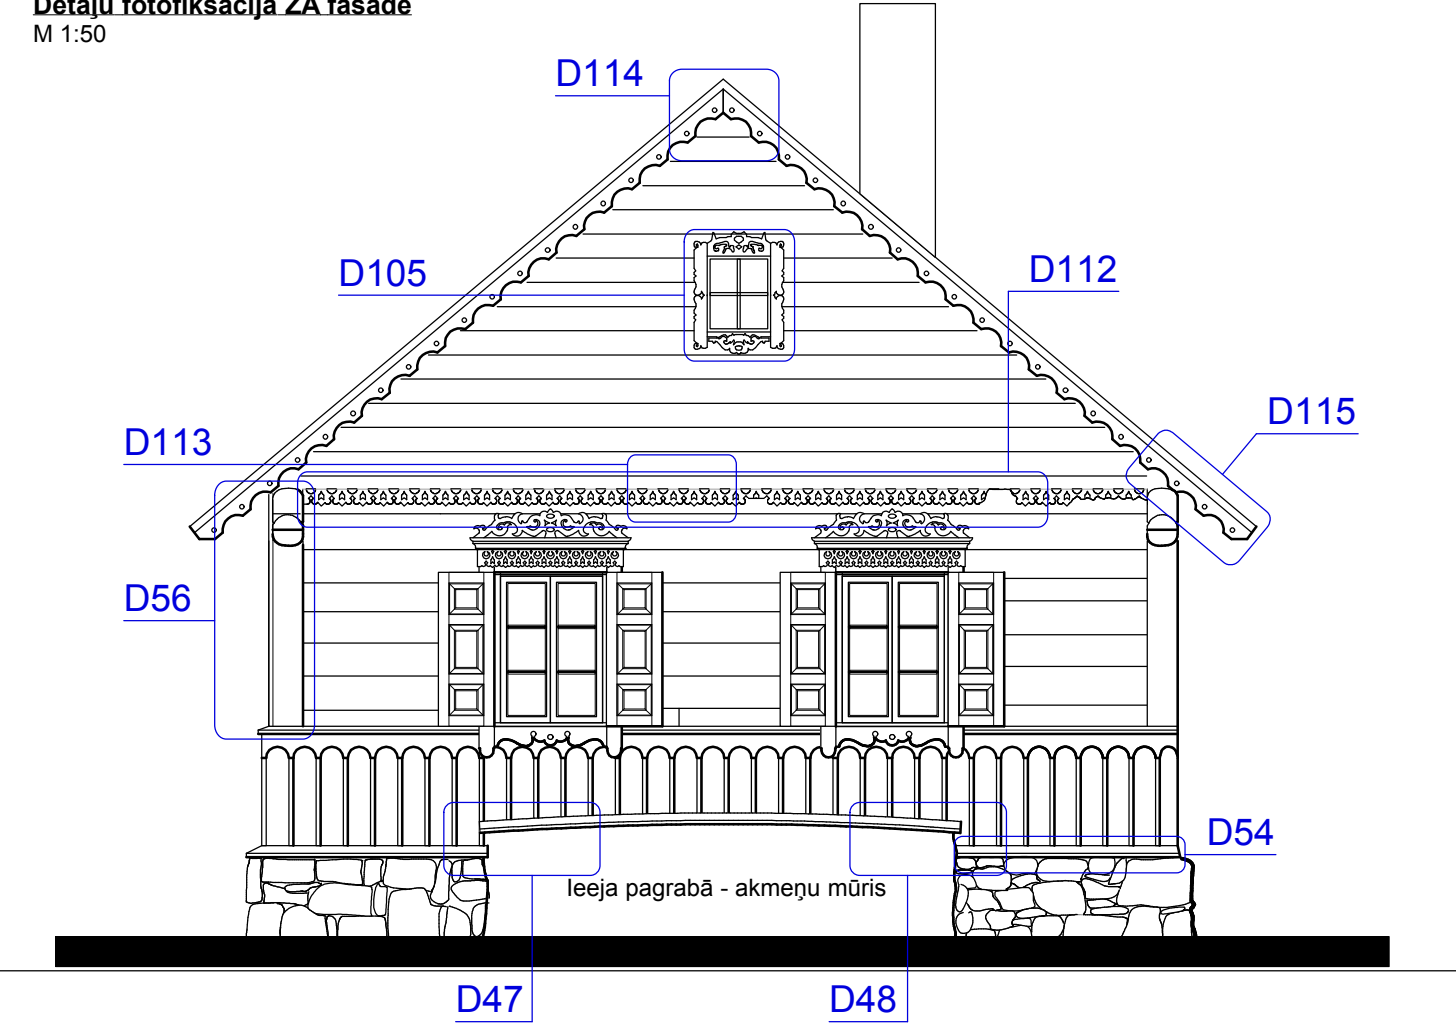 Detaļu fotofiksācija ZA fasāde
M 1:50
D114
D105
D112
D113
D115
D56
D54
Ieeja pagrabā - akmeņu mūris
D47
D48